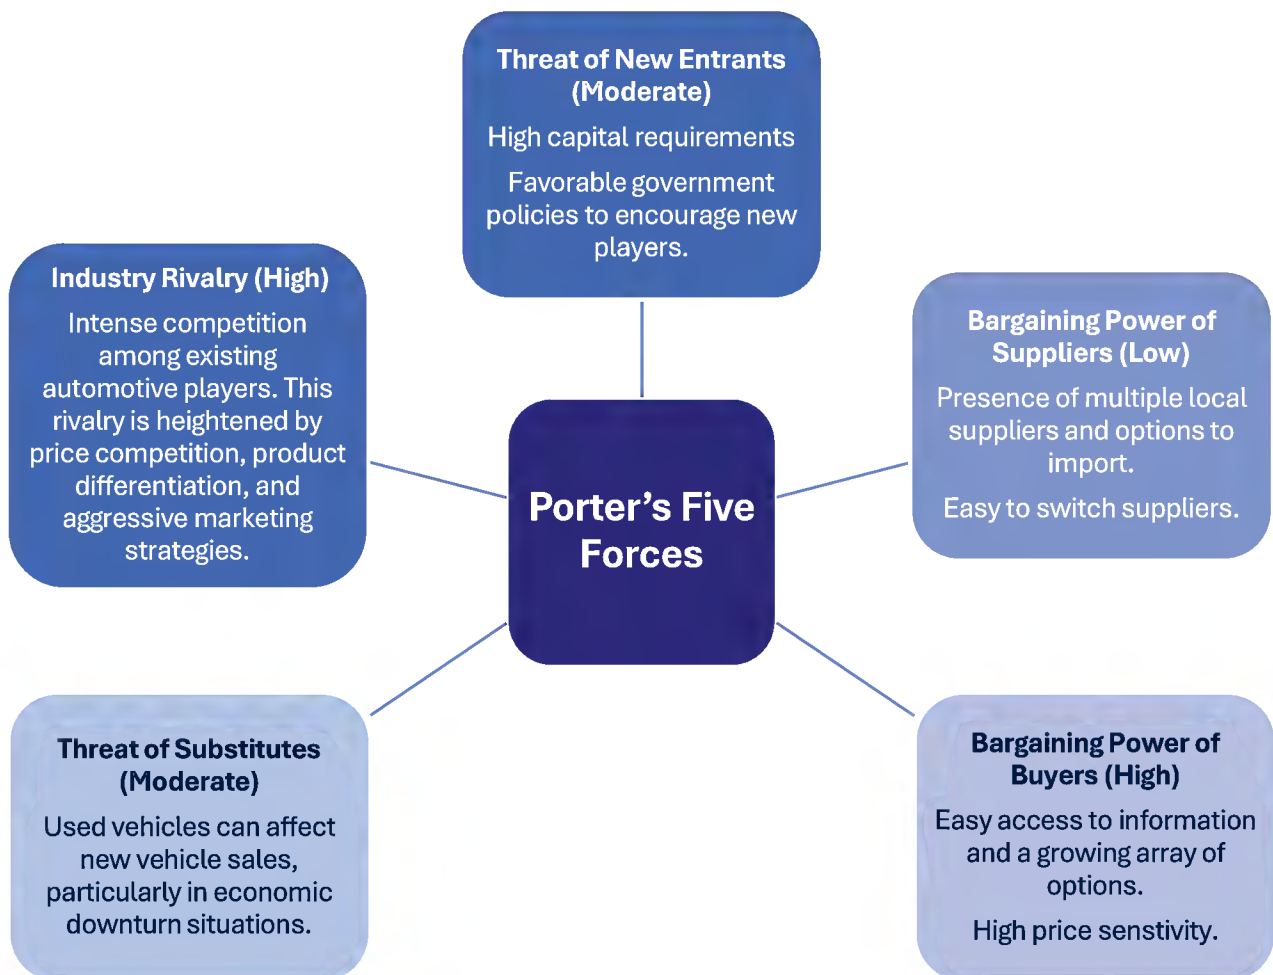 Threat of New Entrants
(Moderate)
High capital requirements
Favorable government
policies to encourage new
players.
Industry Rivalry (High)
Intense competition
among existing
automotive players. This
rivalry is heightened by
price competition, product
differentiation, and
aggressive marketing
strategies.
Bargaining Power of
Suppliers (Low)
Presence of multiple local
suppliers and options to
import.
Easy to switch suppliers.
Porter's Five
Forces
Threat of Substitutes
(Moderate)
Used vehicles can affect
new vehicle sales,
particularly in economic
downturn situations.
Bargaining Power of
Buyers (High)
Easy access to information
and a growing array of
options.
High price senstivity.